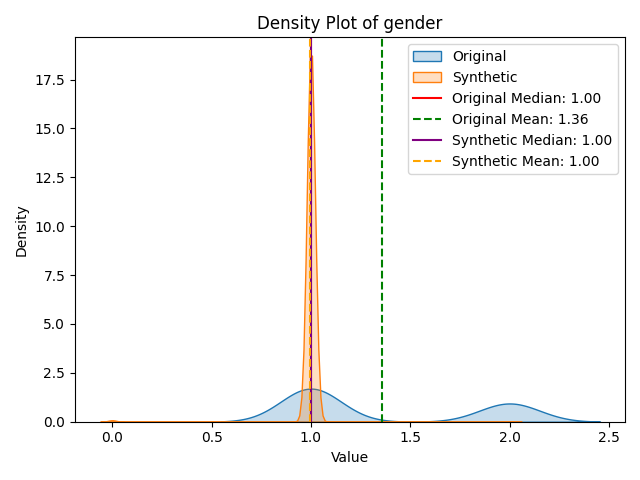 Density Plot of gender
Original
Synthetic
Original Median: 1.00
Original Mean: 1.36
Synthetic Median: 1.00
Synthetic Mean: 1.00
Density
17.5
15.0
12.5
10.0
7.5
5.0
2.5
0.0
0.0 0.5 1.0 1.5 2.0 2.5
Value